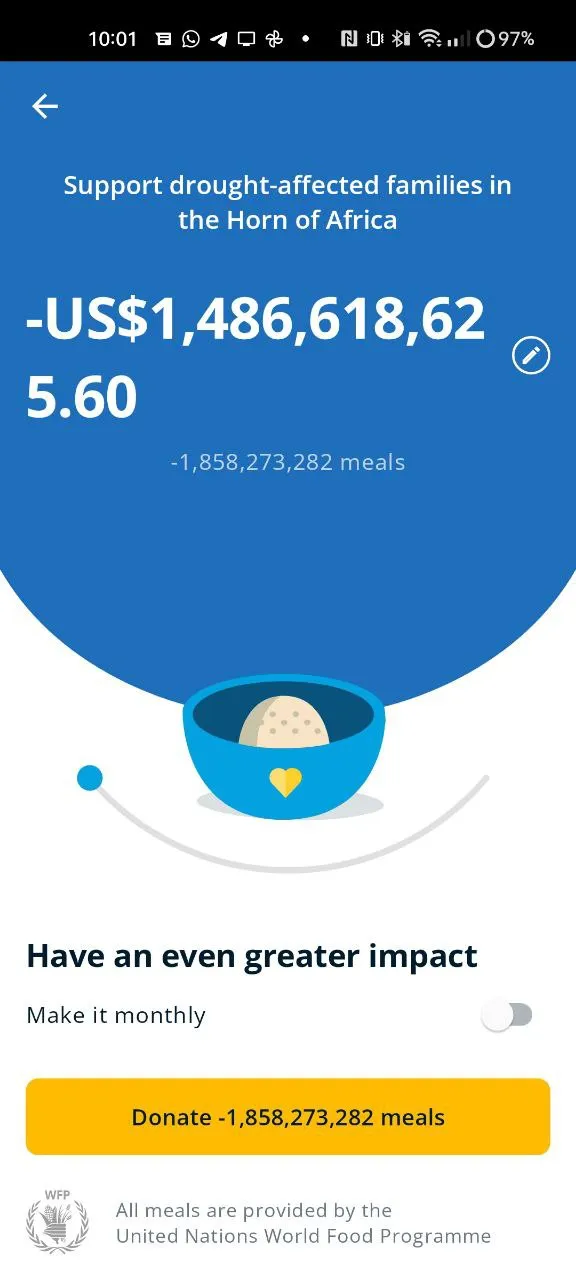 10:01
97%
Support drought-affected families in
the Horn of Africa
-US$1,486,618,62
5.60
-1,858,273,282 meals
Have an even greater impact
Make it monthly
Donate -1,858,273,282 meals
WFP
All meals are provided by the
United Nations World Food Programme